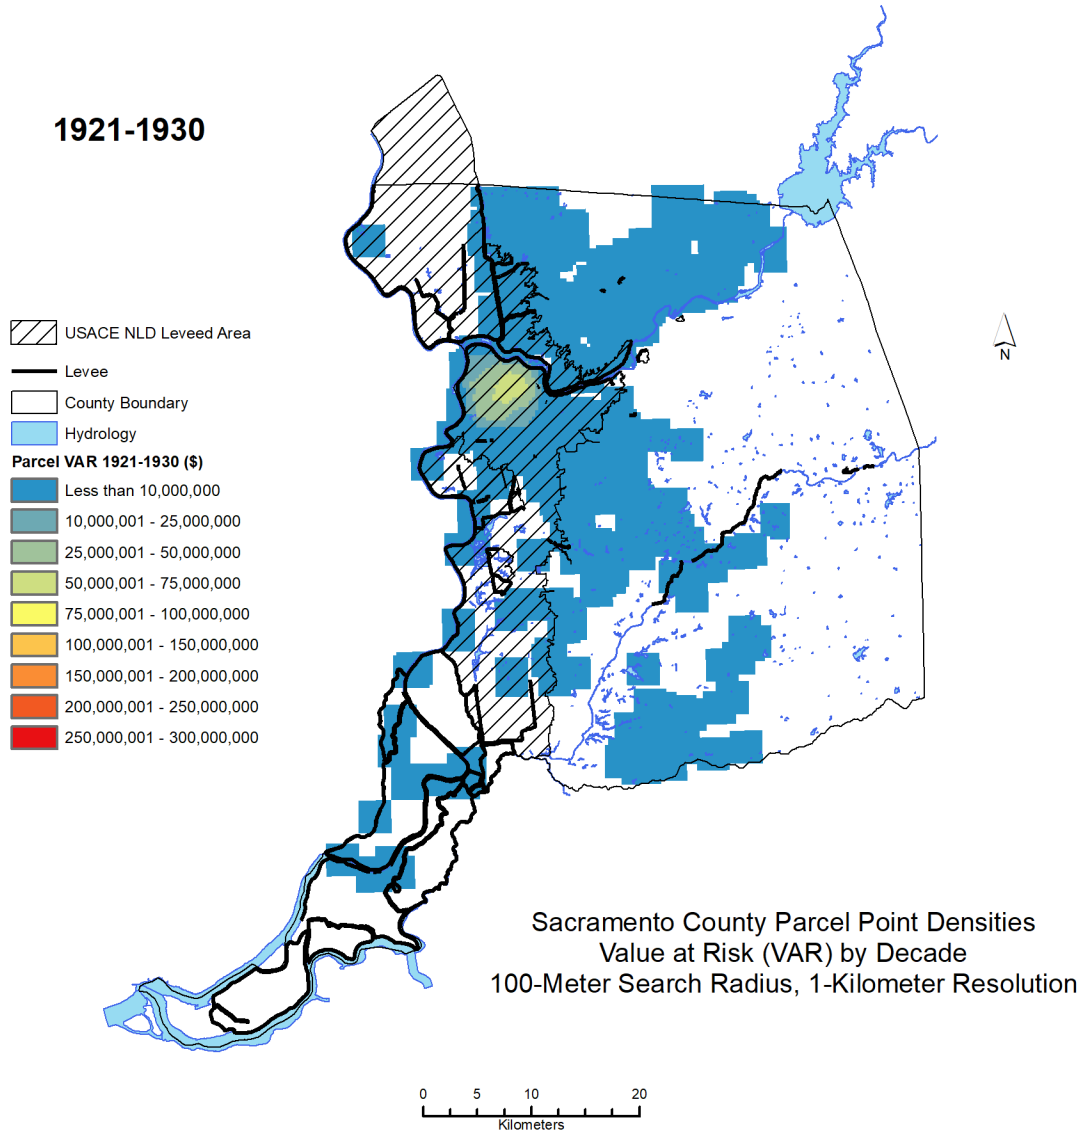 1921-1930
USACE NLD Leveed Area
Levee
County Boundary
Hydrology
Parcel VAR 1921-1930 ($)
Less than 10,000,000
10,000,001 - 25,000,000
25,000,001 - 50,000,000
50,000,001 - 75,000,000
75,000,001 - 100,000,000
100,000,001 - 150,000,000
150,000,001 - 200,000,000
200,000,001 - 250,000,000
250,000,001 - 300,000,000
N
Sacramento County Parcel Point Densities
Value at Risk (VAR) by Decade
100-Meter Search Radius, 1-Kilometer Resolution
0 5 10 20
Kilometers